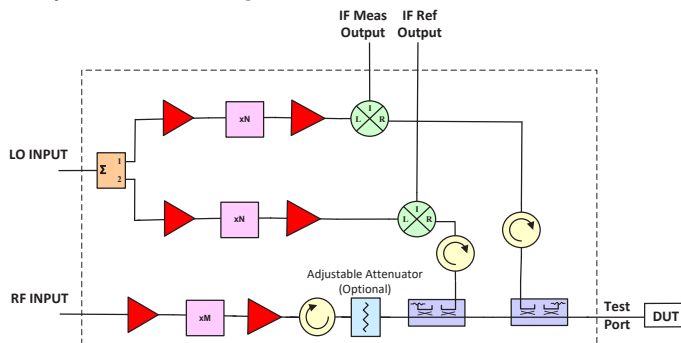 IF Meas
Output
IF Ref
Output
xN
L I R
LO INPUT
Σ 1
2
xN
L I R
Adjustable Attenuator
(Optional)
RF INPUT
xM
Test
Port
DUT